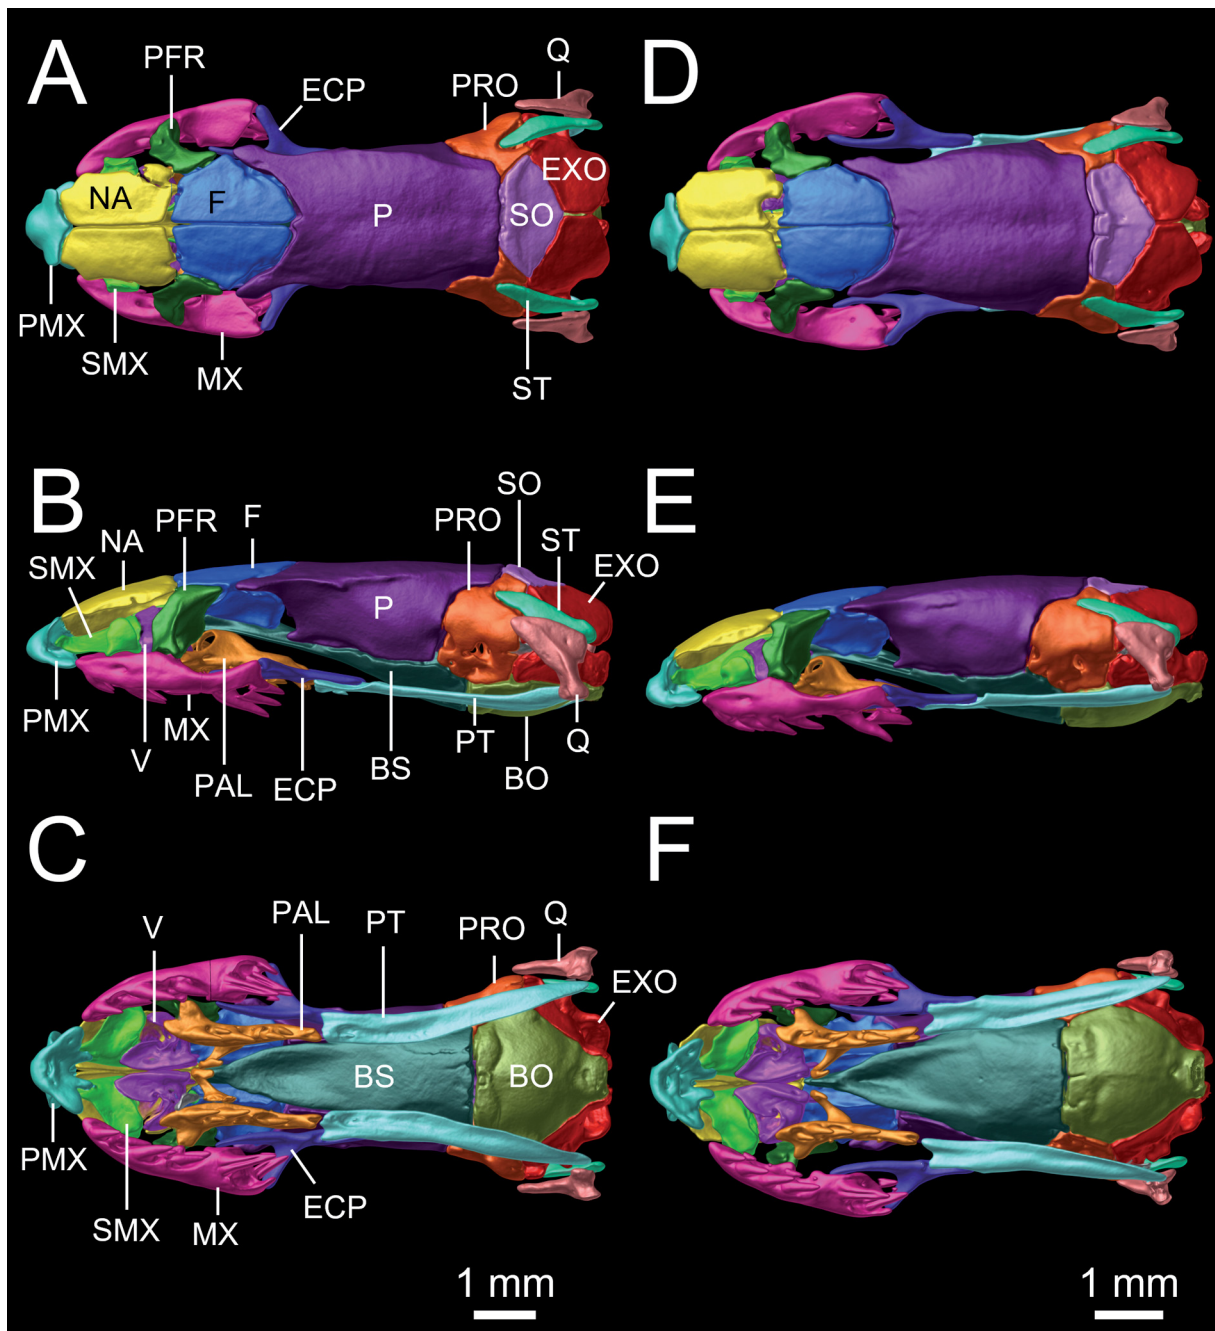 A
PFR
ECP
PRO
Q
D
NA
F
P
SO
EXO
PMX
SMX
MX
ST
B
SMX
NA
PFR
F
PRO
SO
ST
EXO
E
P
PMX
V
MX
PAL
ECP
BS
PT
BO
Q
C
V
PAL
PT
PRO
Q
EXO
F
BS
BO
PMX
SMX
MX
ECP
1 mm
1 mm